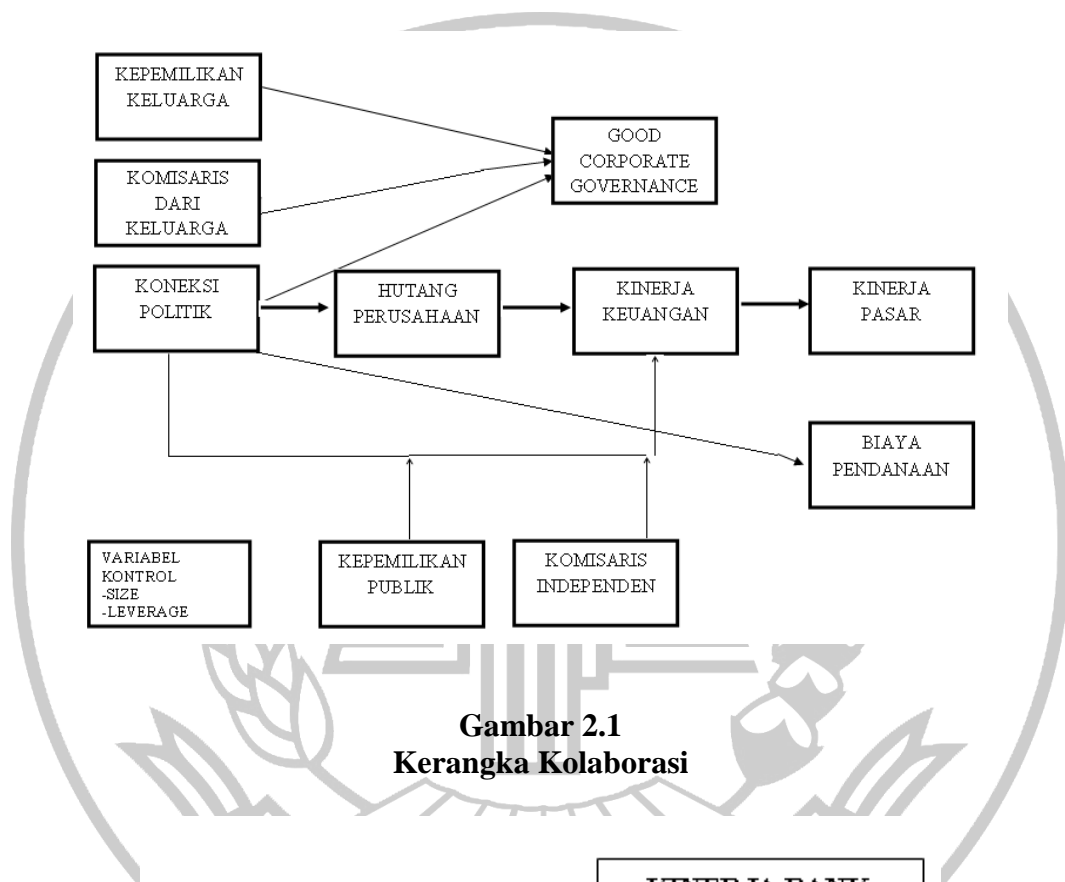 KEPEMILIKAN
KELUARGA
GOOD
CORPORATE
GOVERNANCE
KOMISARIS
DARI
KELUARGA
KONEKSI
POLITIK
HUTANG
PERUSAHAAN
KINERJA
KEUANGAN
KINERJA
PASAR
BIAYA
PENDANAAN
VARIABEL
KONTROL
-SIZE
-LEVERAGE
KEPEMILIKAN
PUBLIK
KOMISARIS
INDEPENDEN
Gambar 2.1
Kerangka Kolaborasi